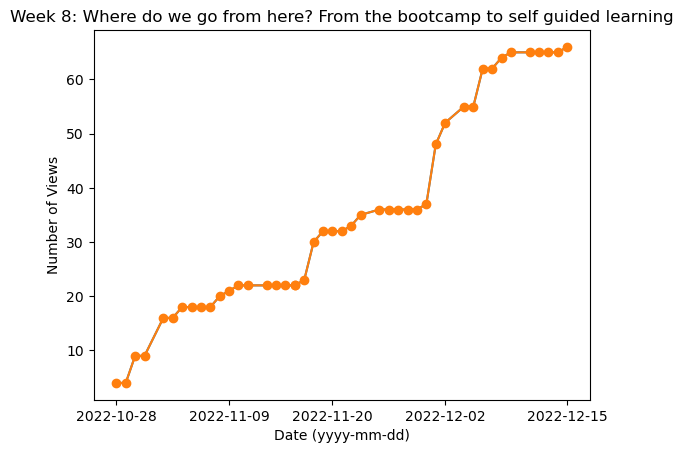 Week 8: Where do we go from here? From the bootcamp to self guided learning
Number of Views
60
50
40
30
20
10
2022-10-28 2022-11-09 2022-11-20 2022-12-02 2022-12-15
Date (yyyy-mm-dd)